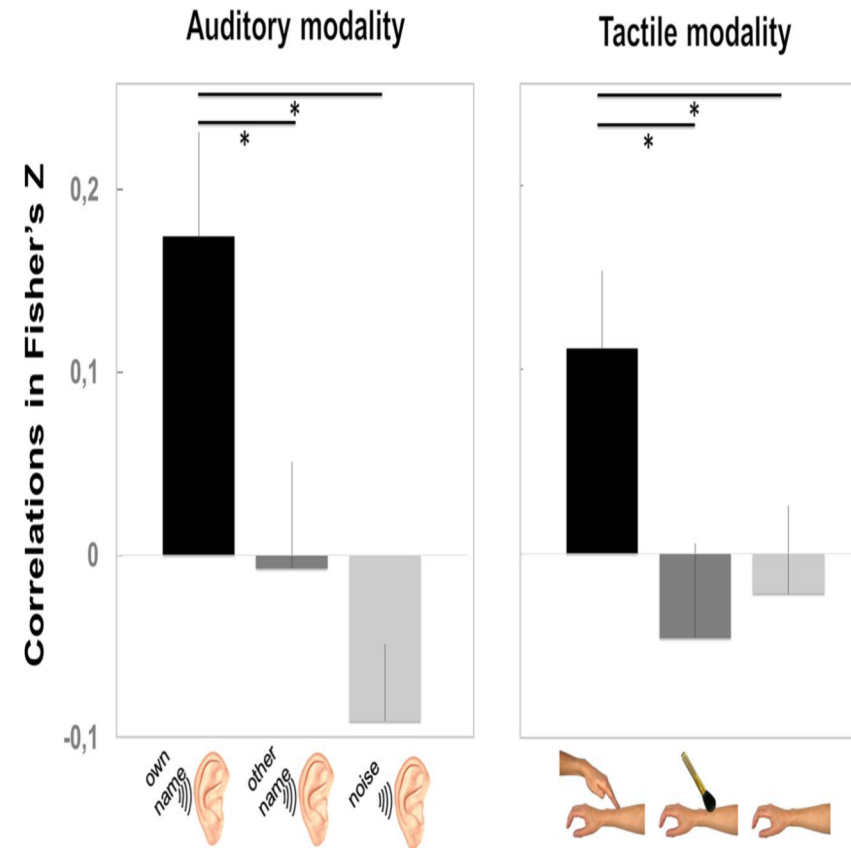 Auditory modality
Tactile modality
Correlations in Fisher's Z
0,2
0,1
0
-0,1
*
*
*
*
own
name
other
name
noise